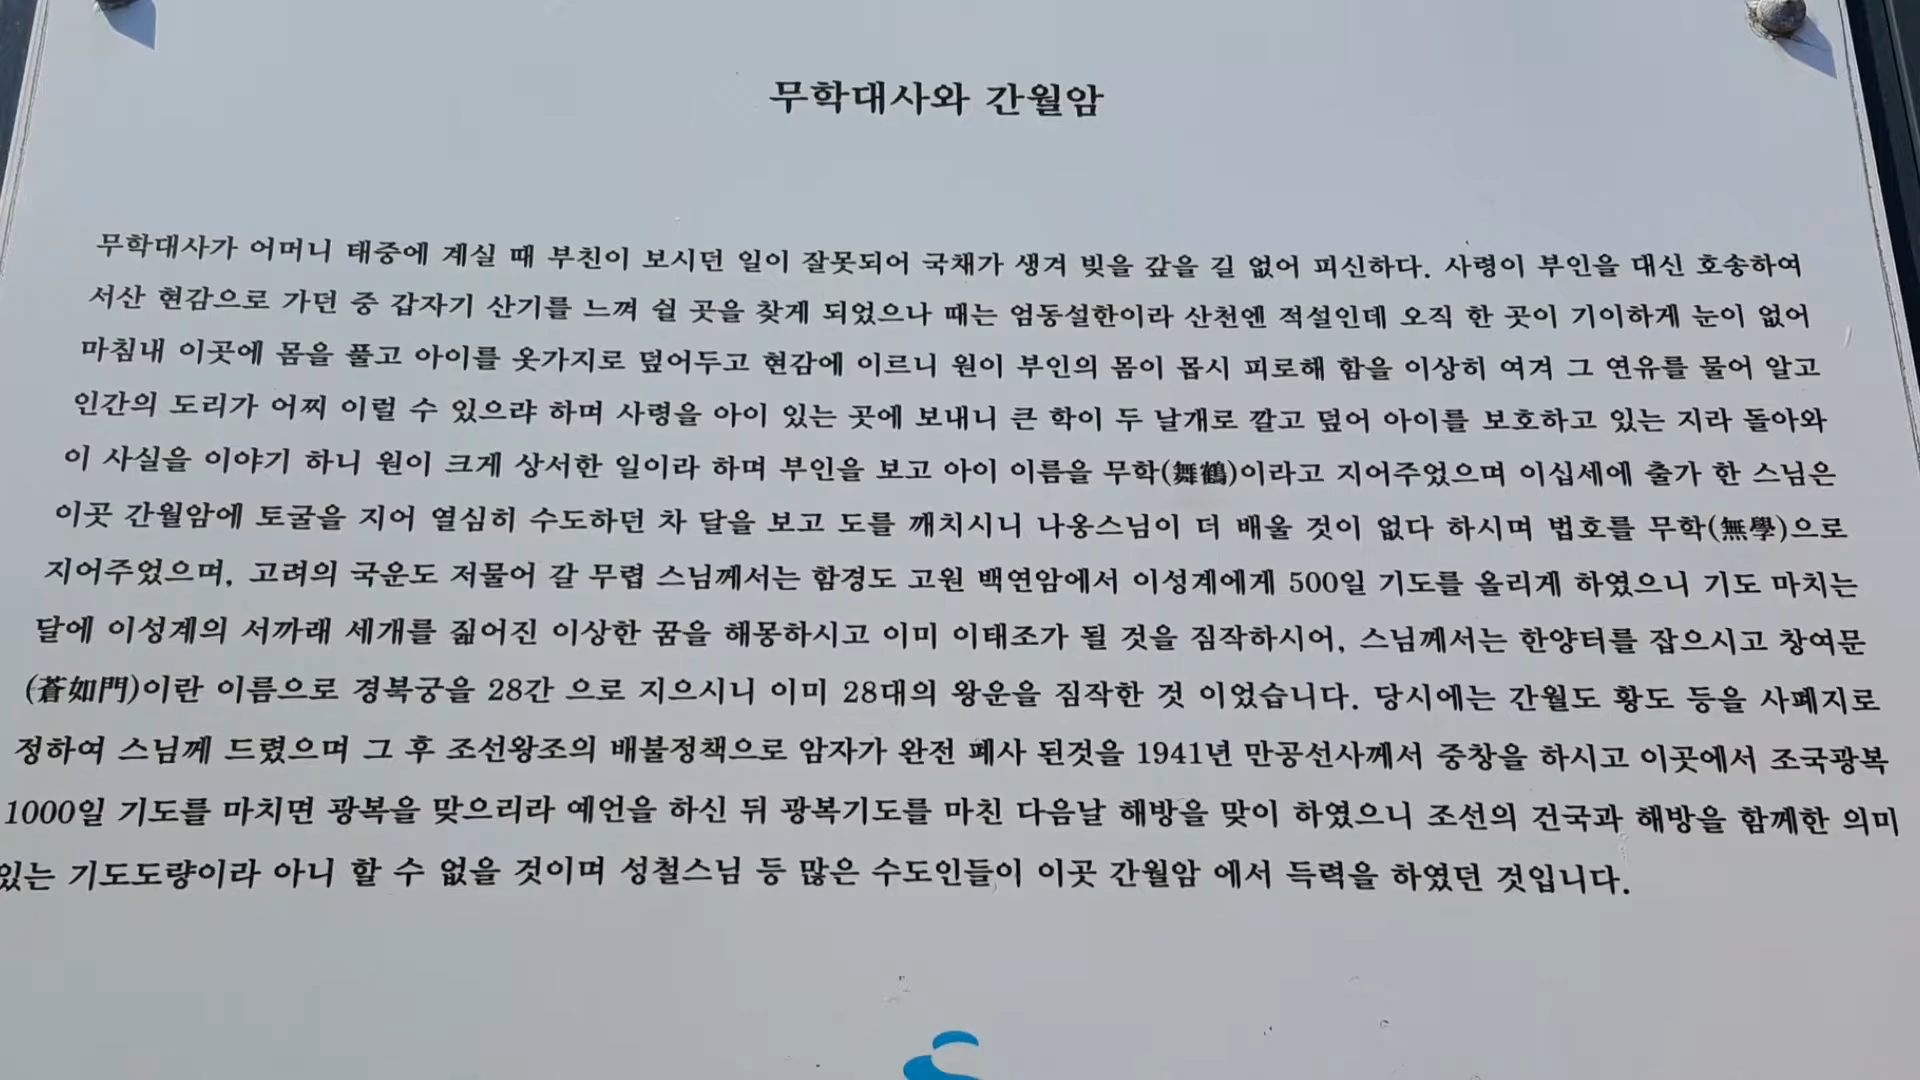 무학대사와 간월암
무학대사가 어머니 태중에 계실 때 부친이 보시던 일이 잘못되어 국채가 생겨 빚을 갚을 길 없어 피신하다. 사령이 부인을 대신 호송하여
서산 현감으로 가던 중 갑자기 산기를 느껴 쉴 곳을 찾게 되었으나 때는 엄동설한이라 산천엔 적설인데 오직 한 곳이 기이하게 눈이 없어
마침내 이곳에 몸을 풀고 아이를 옷가지로 덮어두고 현감에 이르니 원이 부인의 몸이 몹시 피로해 함을 이상히 여겨 그 연유를 물어 알고
인간의 도리가 어찌 이럴 수 있으랴 하며 사령을 아이 있는 곳에 보내니 큰 학이 두 날개로 깔고 덮어 아이를 보호하고 있는 지라 돌아와
이 사실을 이야기 하니 원이 크게 상서한 일이라 하며 부인을 보고 아이 이름을 무학(舞鶴)이라고 지어주었으며 이십세에 출가 한 스님은
이곳 간월암에 토굴을 지어 열심히 수도하던 차 달을 보고 도를 깨치시니 나옹스님이 더 배울 것이 없다 하시며 법호를 무학(無學)으로
지어주었으며, 고려의 국운도 저물어 갈 무렵 스님께서는 함경도 고원 백연암에서 이성계에게 500일 기도를 올리게 하였으니 기도 마치는
달에 이성계의 서까래 세개를 짊어진 이상한 꿈을 해몽하시고 이미 이태조가 될 것을 짐작하시어, 스님께서는 한양터를 잡으시고 창여문
(蒼如門)이란 이름으로 경복궁을 28간 으로 지으시니 이미 28대의 왕운을 짐작한 것 이었습니다. 당시에는 간월도 황도 등을 사폐지로
정하여 스님께 드렸으며 그 후 조선왕조의 배불정책으로 암자가 완전 폐사 된것을 1941년 만공선사께서 중창을 하시고 이곳에서 조국광복
1000일 기도를 마치면 광복을 맞으리라 예언을 하신 뒤 광복기도를 마친 다음날 해방을 맞이 하였으니 조선의 건국과 해방을 함께한 의미
있는 기도도량이라 아니 할 수 없을 것이며 성철스님 등 많은 수도인들이 이곳 간월암 에서 득력을 하였던 것입니다.